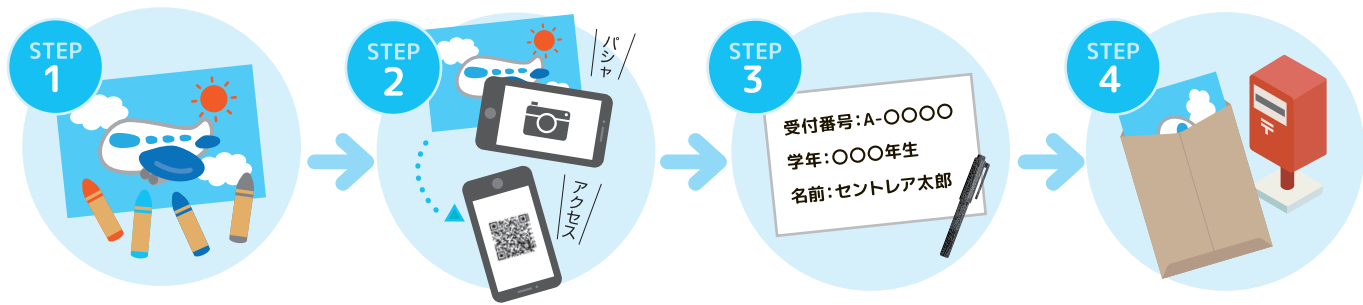 STEP
1
STEP
2
パシャ
アクセス
STEP
3
受付番号:A-〇〇〇〇
学年:〇〇〇年生
名前:セントレア太郎
STEP
4
〒